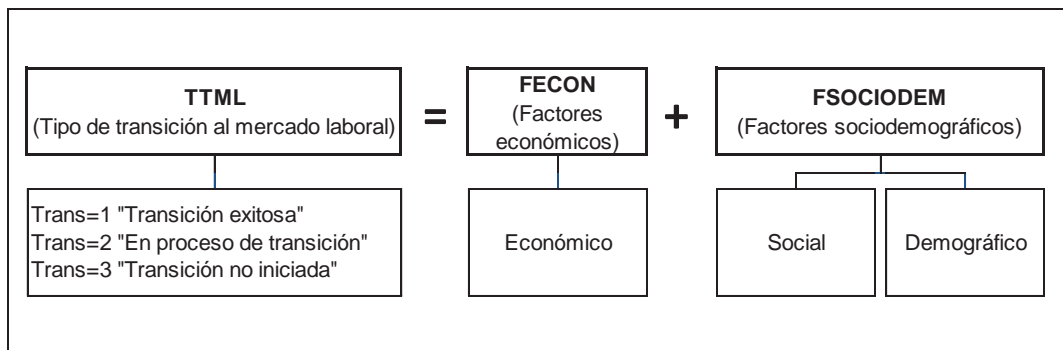 TTML
(Tipo de transición al mercado laboral)
=
FECON
(Factores
económicos)
+
FSOCIODEM
(Factores sociodemográficos)
Trans=1 "Transición exitosa"
Trans=2 "En proceso de transición"
Trans=3 "Transición no iniciada"
Económico
Social
Demográfico